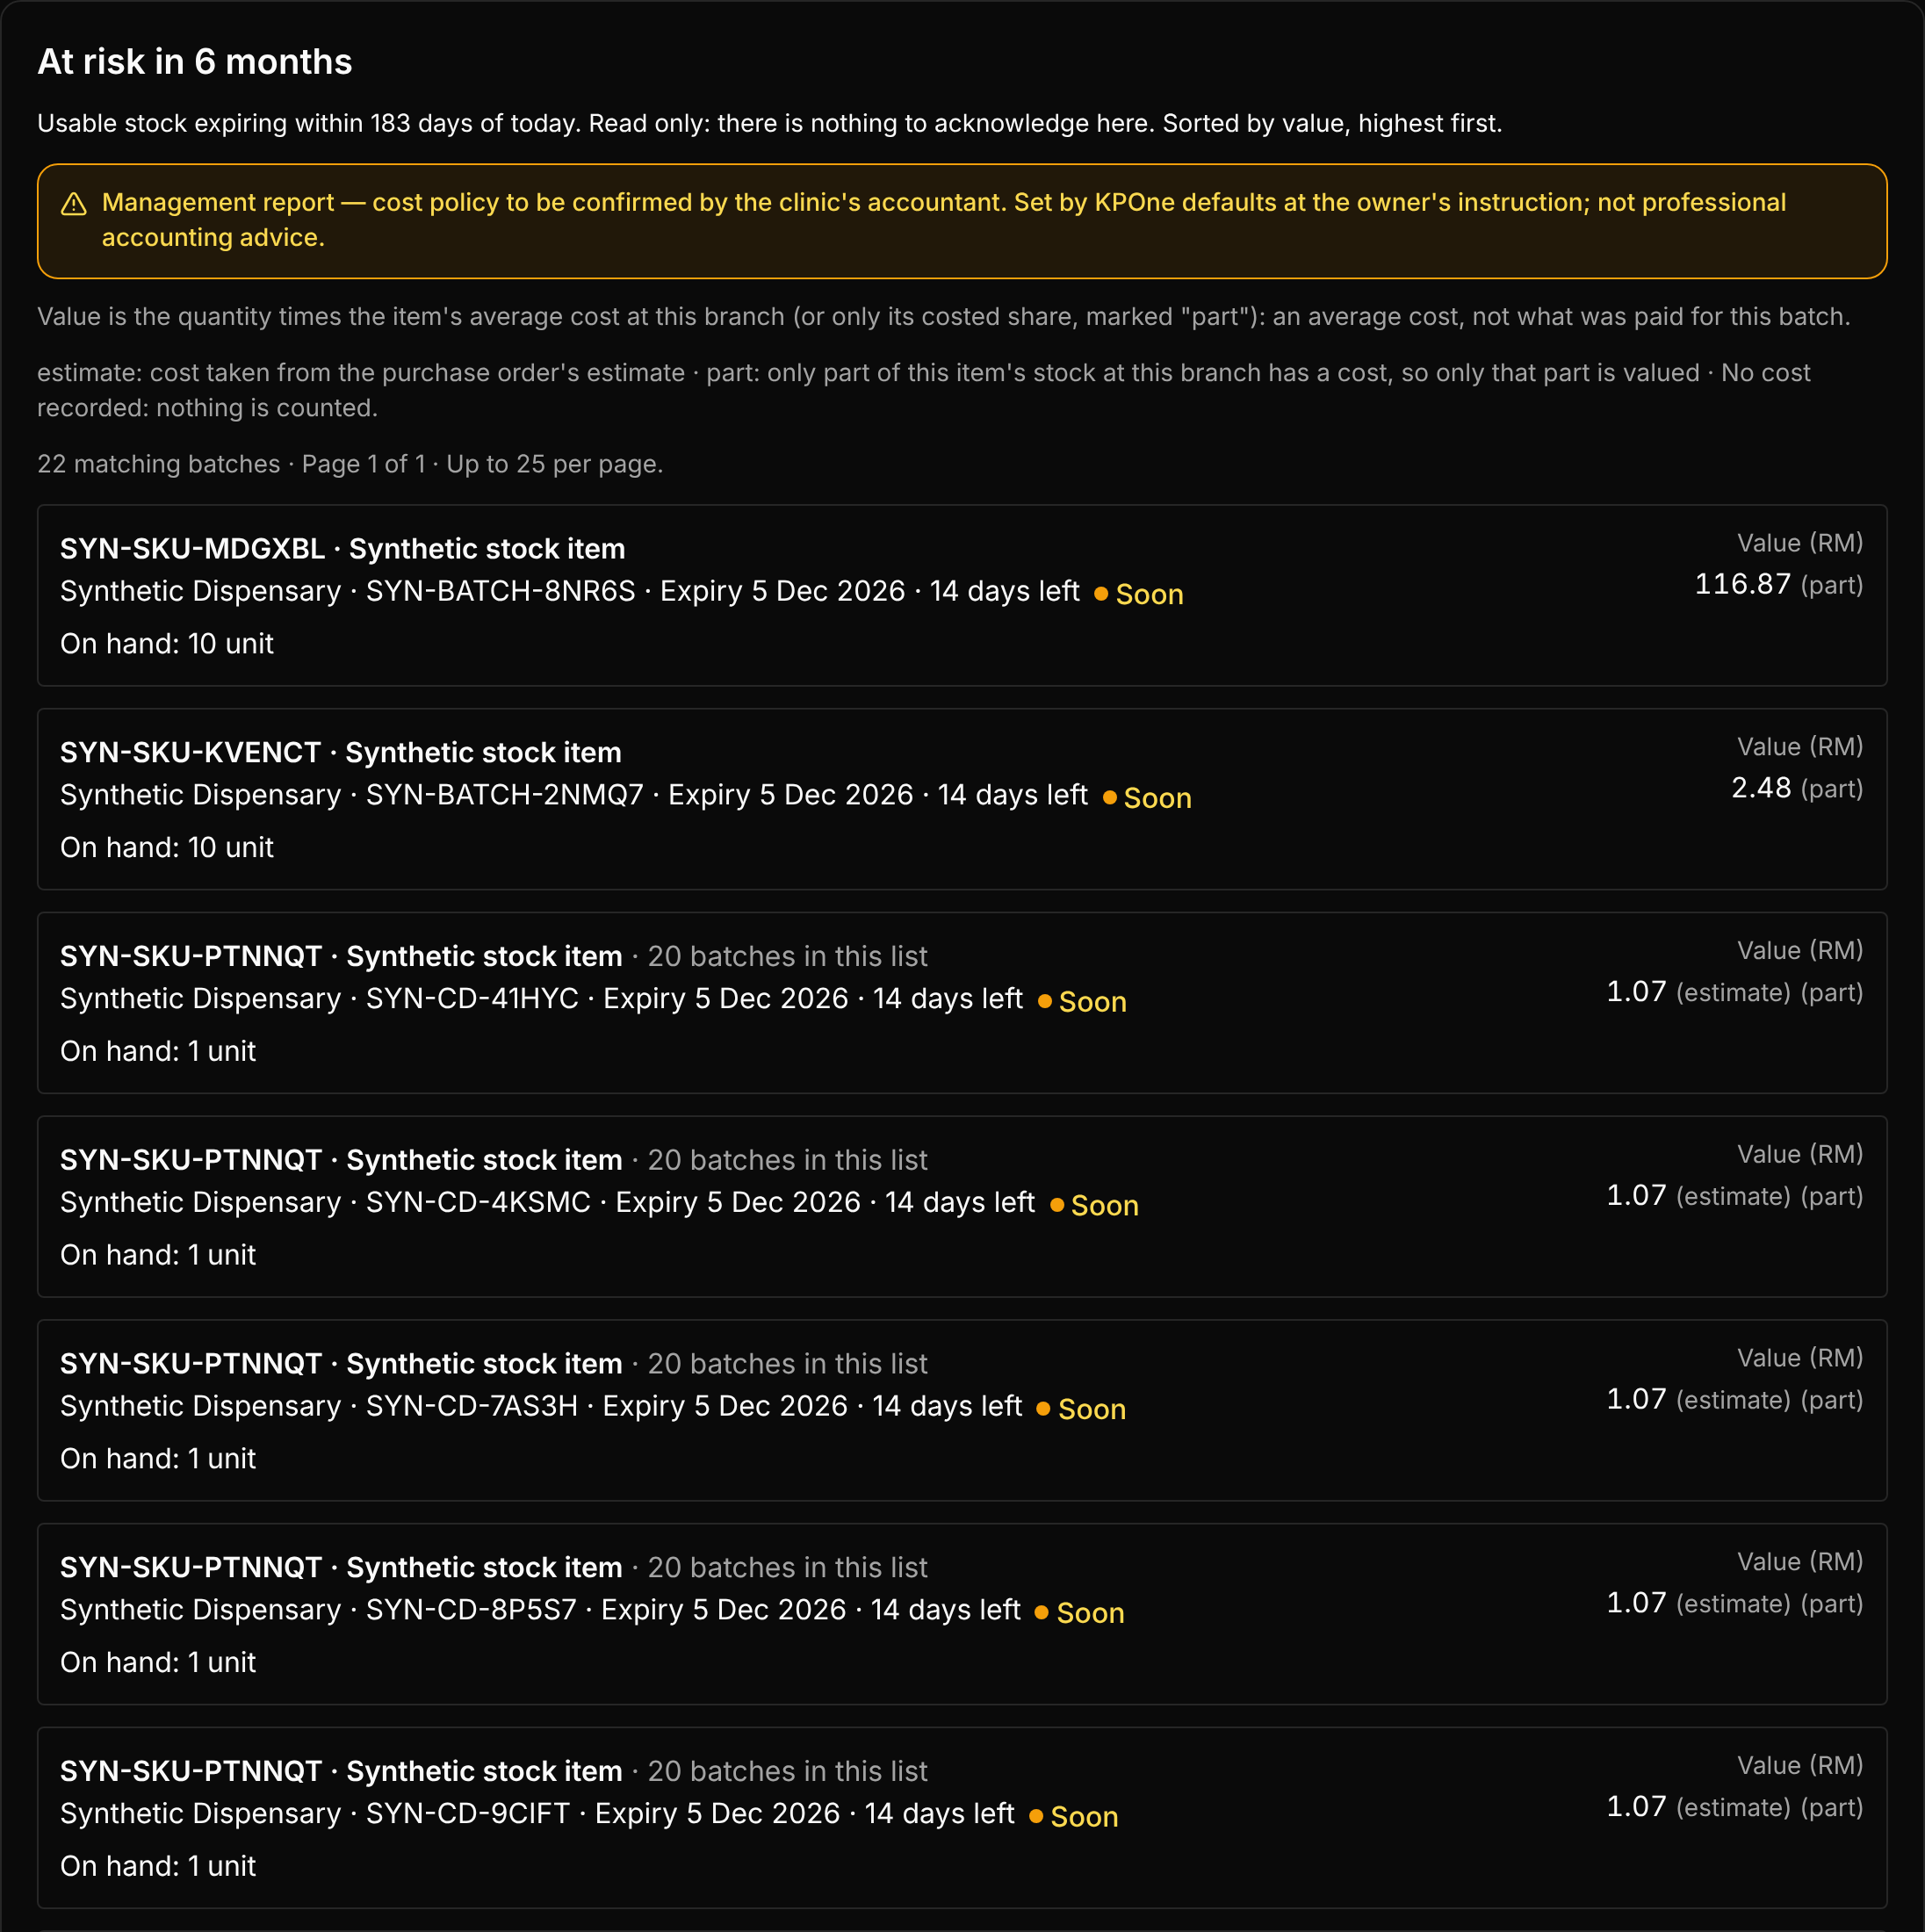 At risk in 6 months
Usable stock expiring within 183 days of today. Read only: there is nothing to acknowledge here. Sorted by value, highest first.
Management report — cost policy to be confirmed by the clinic's accountant. Set by KPOne defaults at the owner's instruction; not professional
accounting advice.
Value is the quantity times the item's average cost at this branch (or only its costed share, marked "part"): an average cost, not what was paid for this batch.
estimate: cost taken from the purchase order's estimate · part: only part of this item's stock at this branch has a cost, so only that part is valued · No cost
recorded: nothing is counted.
22 matching batches · Page 1 of 1 · Up to 25 per page.
SYN-SKU-MDGXBL · Synthetic stock item
Value (RM)
Synthetic Dispensary · SYN-BATCH-8NR6S · Expiry 5 Dec 2026 · 14 days left Soon
116.87 (part)
On hand: 10 unit
SYN-SKU-KVENCT · Synthetic stock item
Value (RM)
Synthetic Dispensary · SYN-BATCH-2NMQ7 · Expiry 5 Dec 2026 · 14 days left Soon
2.48 (part)
On hand: 10 unit
SYN-SKU-PTNNQT · Synthetic stock item · 20 batches in this list
Value (RM)
Synthetic Dispensary · SYN-CD-41HYC · Expiry 5 Dec 2026 · 14 days left Soon
1.07 (estimate) (part)
On hand: 1 unit
SYN-SKU-PTNNQT · Synthetic stock item · 20 batches in this list
Value (RM)
Synthetic Dispensary · SYN-CD-4KSMC · Expiry 5 Dec 2026 · 14 days left Soon
1.07 (estimate) (part)
On hand: 1 unit
SYN-SKU-PTNNQT · Synthetic stock item · 20 batches in this list
Value (RM)
Synthetic Dispensary · SYN-CD-7AS3H · Expiry 5 Dec 2026 · 14 days left Soon
1.07 (estimate) (part)
On hand: 1 unit
SYN-SKU-PTNNQT · Synthetic stock item · 20 batches in this list
Value (RM)
Synthetic Dispensary · SYN-CD-8P5S7 · Expiry 5 Dec 2026 · 14 days left Soon
1.07 (estimate) (part)
On hand: 1 unit
SYN-SKU-PTNNQT · Synthetic stock item · 20 batches in this list
Value (RM)
Synthetic Dispensary · SYN-CD-9CIFT · Expiry 5 Dec 2026 · 14 days left Soon
1.07 (estimate) (part)
On hand: 1 unit